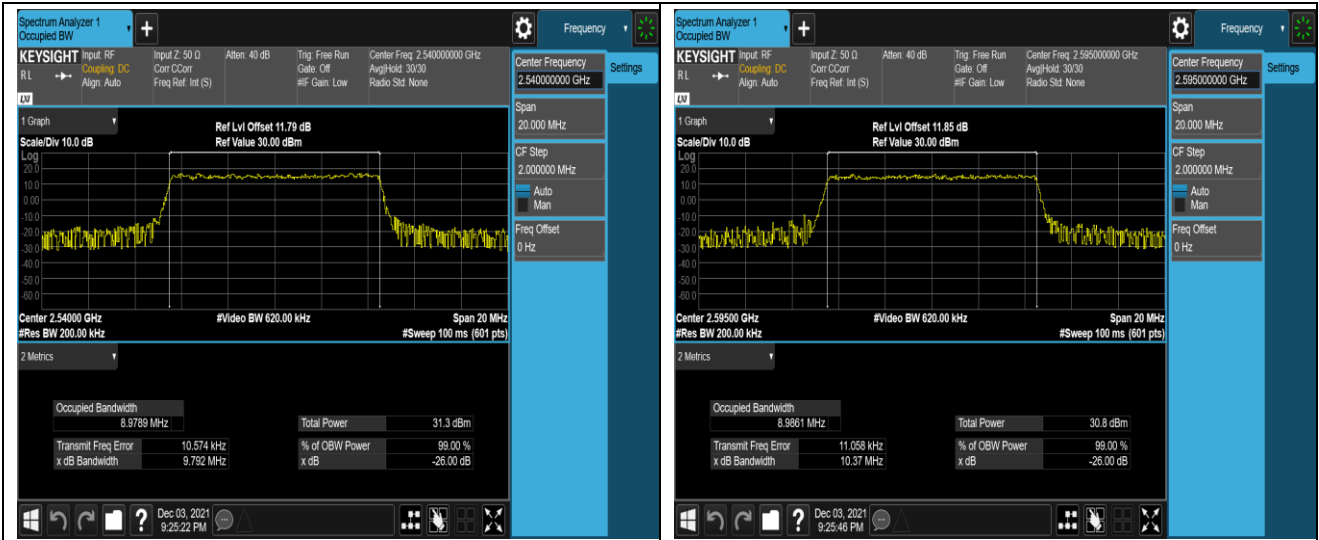 Spectrum Analyzer 1
Occupied BW
+
Frequency
KEYSIGHT
RL
LXI
Input: RF
Coupling: DC
Align: Auto
Input Z: 50 Ω
Corr CCorr
Freq Ref: Int (S)
Atten: 40 dB
Trig: Free Run
Gate: Off
#IF Gain: Low
Center Freq: 2.540000000 GHz
Avg|Hold: 30/30
Radio Std: None
Center Frequency
2.540000000 GHz
Settings
Span
20.000 MHz
CF Step
2.000000 MHz
Auto
Man
Freq Offset
0 Hz
1 Graph
Scale/Div 10.0 dB
Ref Lvl Offset 11.79 dB
Ref Value 30.00 dBm
Log
20.0
10.0
0.00
-10.0
-20.0
-30.0
-40.0
-50.0
-60.0
Center 2.54000 GHz
#Video BW 620.00 kHz
Span 20 MHz
#Res BW 200.00 kHz
#Sweep 100 ms (601 pts)
2 Metrics
Occupied Bandwidth
8.9789 MHz
Total Power 31.3 dBm
Transmit Freq Error 10.574 kHz
% of OBW Power 99.00 %
x dB Bandwidth 9.792 MHz
x dB -26.00 dB
?
Dec 03, 2021
9:25:22 PM
Spectrum Analyzer 1
Occupied BW
+
Frequency
KEYSIGHT
RL
LXI
Input: RF
Coupling: DC
Align: Auto
Input Z: 50 Ω
Corr CCorr
Freq Ref: Int (S)
Atten: 40 dB
Trig: Free Run
Gate: Off
#IF Gain: Low
Center Freq: 2.595000000 GHz
Avg|Hold: 30/30
Radio Std: None
Center Frequency
2.595000000 GHz
Settings
Span
20.000 MHz
CF Step
2.000000 MHz
Auto
Man
Freq Offset
0 Hz
1 Graph
Scale/Div 10.0 dB
Ref Lvl Offset 11.85 dB
Ref Value 30.00 dBm
Log
20.0
10.0
0.00
-10.0
-20.0
-30.0
-40.0
-50.0
-60.0
Center 2.59500 GHz
#Video BW 620.00 kHz
Span 20 MHz
#Res BW 200.00 kHz
#Sweep 100 ms (601 pts)
2 Metrics
Occupied Bandwidth
8.9861 MHz
Total Power 30.8 dBm
Transmit Freq Error 11.058 kHz
% of OBW Power 99.00 %
x dB Bandwidth 10.37 MHz
x dB -26.00 dB
?
Dec 03, 2021
9:25:46 PM